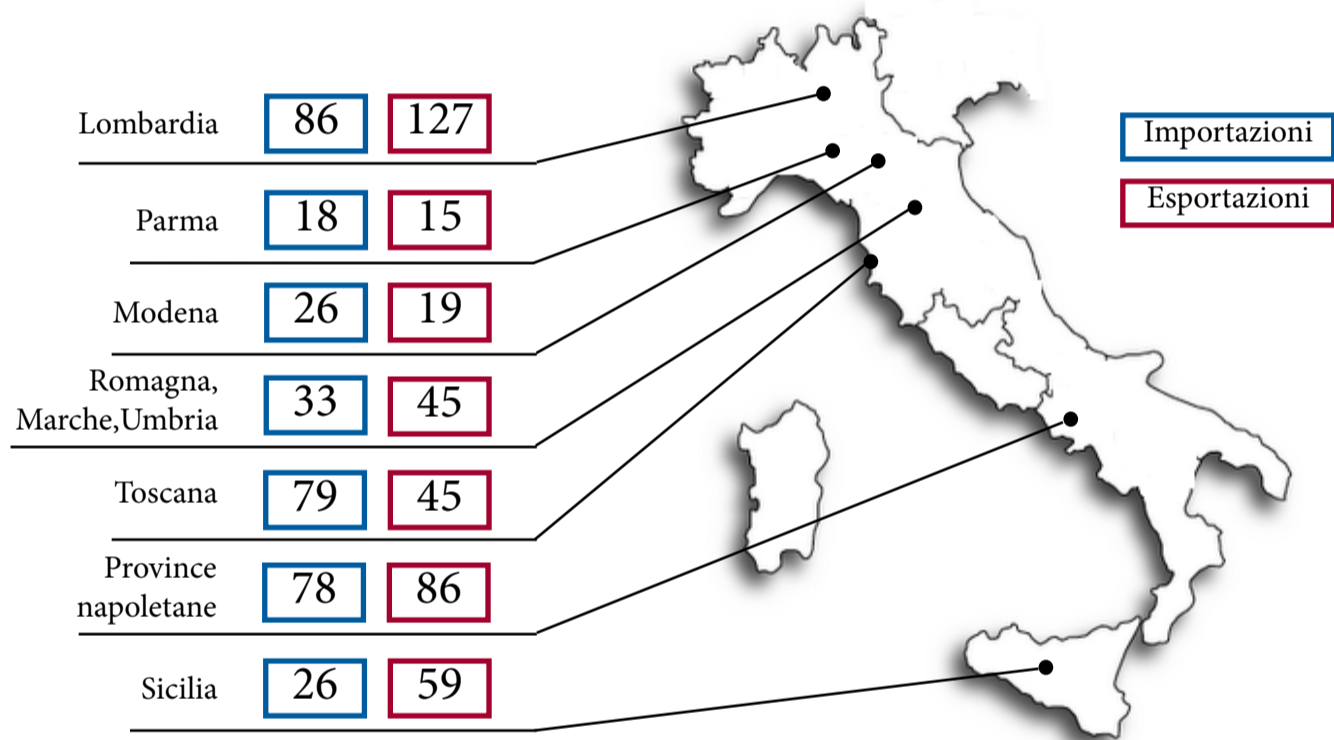 Lombardia 86 127
Parma 18 15
Modena 26 19
Romagna,
Marche,Umbria 33 45
Toscana 79 45
Province
napoletane 78 86
Sicilia 26 59
Importazioni
Esportazioni